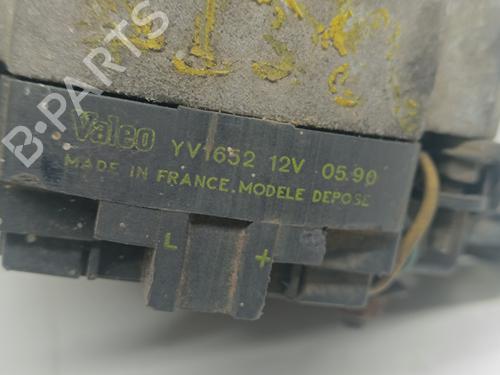 Valeo YV1652 12V 05.90
MADE IN FRANCE.MODELE DEPOSE
L +
B-PARTS